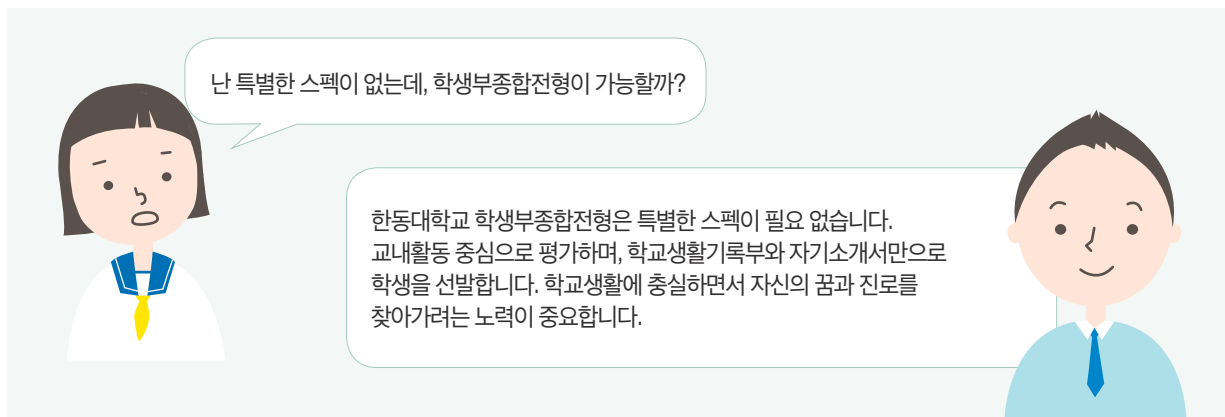 난 특별한 스펙이 없는데, 학생부종합전형이 가능할까?
한동대학교 학생부종합전형은 특별한 스펙이 필요 없습니다.
교내활동 중심으로 평가하며, 학교생활기록부와 자기소개서만으로
학생을 선발합니다. 학교생활에 충실하면서 자신의 꿈과 진로를
찾아가려는 노력이 중요합니다.